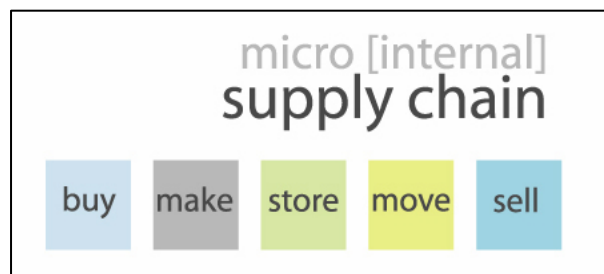 micro [internal]
supply chain
buy make store move sell